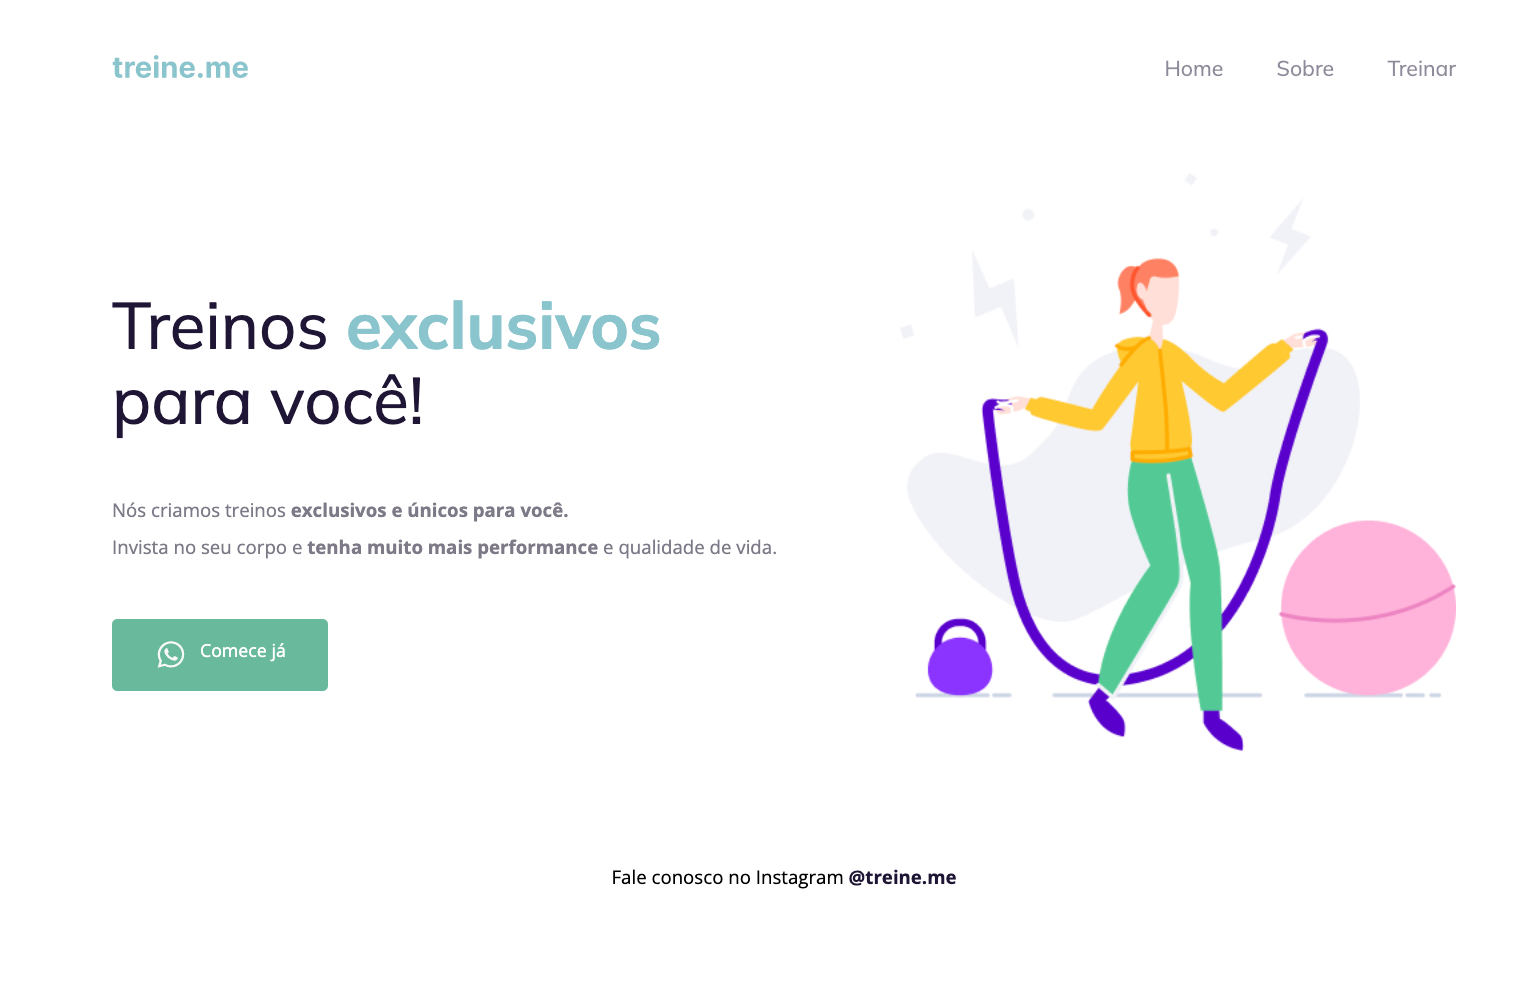 treine.me
Home
Sobre
Treinar
Treinos exclusivos
para você!
Nós criamos treinos exclusivos e únicos para você.
Invista no seu corpo e tenha muito mais performance e qualidade de vida.
Comece já
Fale conosco no Instagram @treine.me